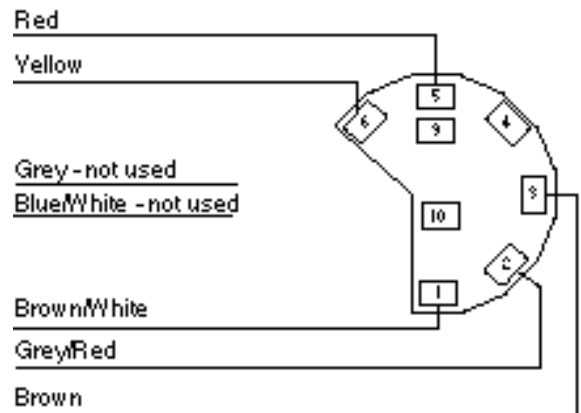 Red
Yellow
5
6
4
9
Grey - not used
3
Blue/White - not used
10
2
1
Brown/White
Grey/Red
Brown